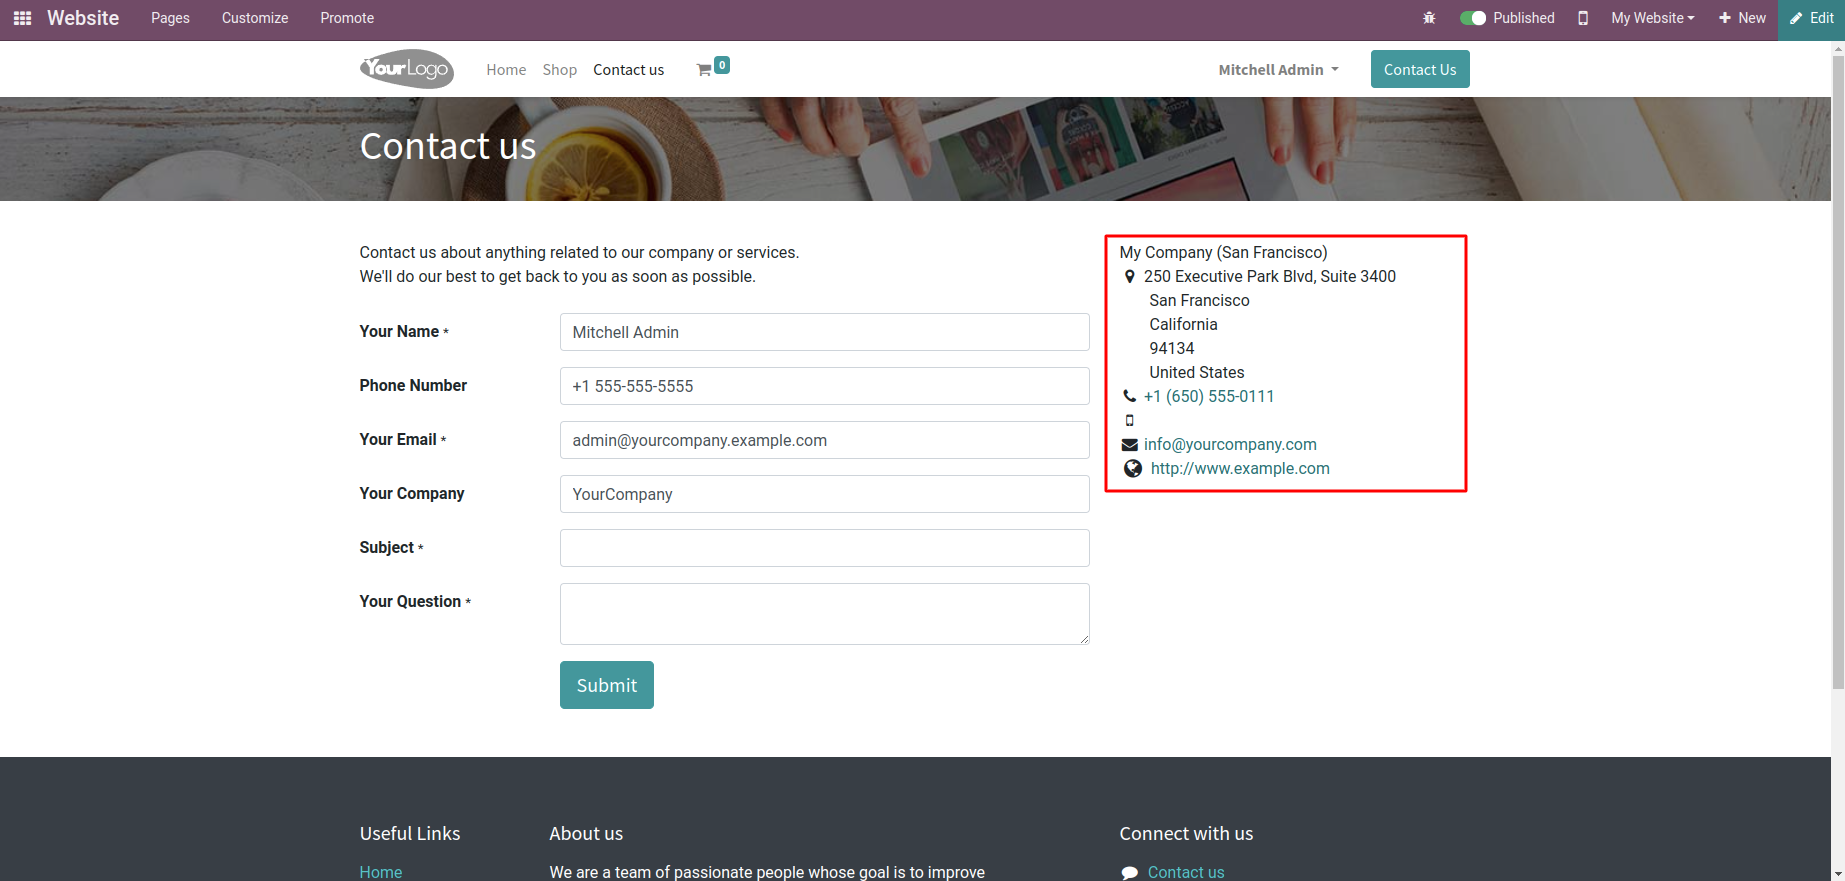 Website Pages Customize Promote Published My Website New Edit
YourLogo Home Shop Contact us 0 Mitchell Admin Contact Us
Contact us
Contact us about anything related to our company or services.
We'll do our best to get back to you as soon as possible.
Your Name * Mitchell Admin
Phone Number +1 555-555-5555
Your Email * admin@yourcompany.example.com
Your Company YourCompany
Subject *
Your Question *
Submit
My Company (San Francisco)
250 Executive Park Blvd, Suite 3400
San Francisco
California
94134
United States
+1 (650) 555-0111
info@yourcompany.com
http://www.example.com
Useful Links
Home
About us
We are a team of passionate people whose goal is to improve
Connect with us
Contact us